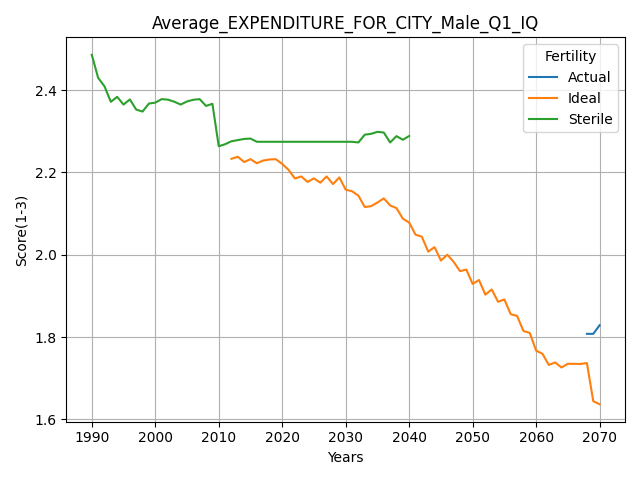 Average_EXPENDITURE_FOR_CITY_Male_Q1_IQ
Fertility
Actual
Ideal
Sterile
Score(1-3)
2.4
2.2
2.0
1.8
1.6
1990 2000 2010 2020 2030 2040 2050 2060 2070
Years